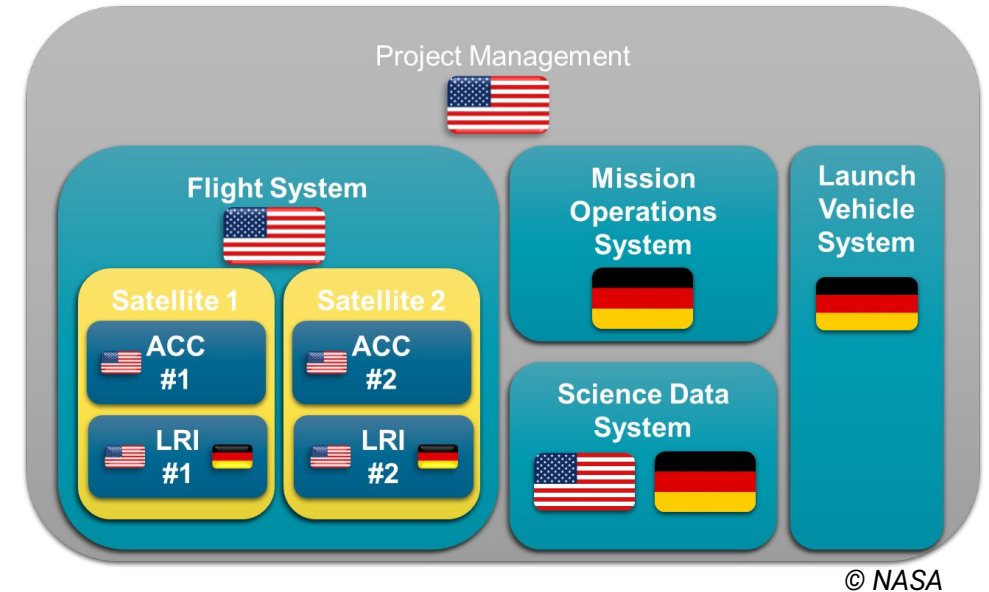 Project Management
Flight System
Satellite 1
ACC
#1
LRI
#1
Satellite 2
ACC
#2
LRI
#2
Mission
Operations
System
Science Data
System
Launch
Vehicle
System
© NASA